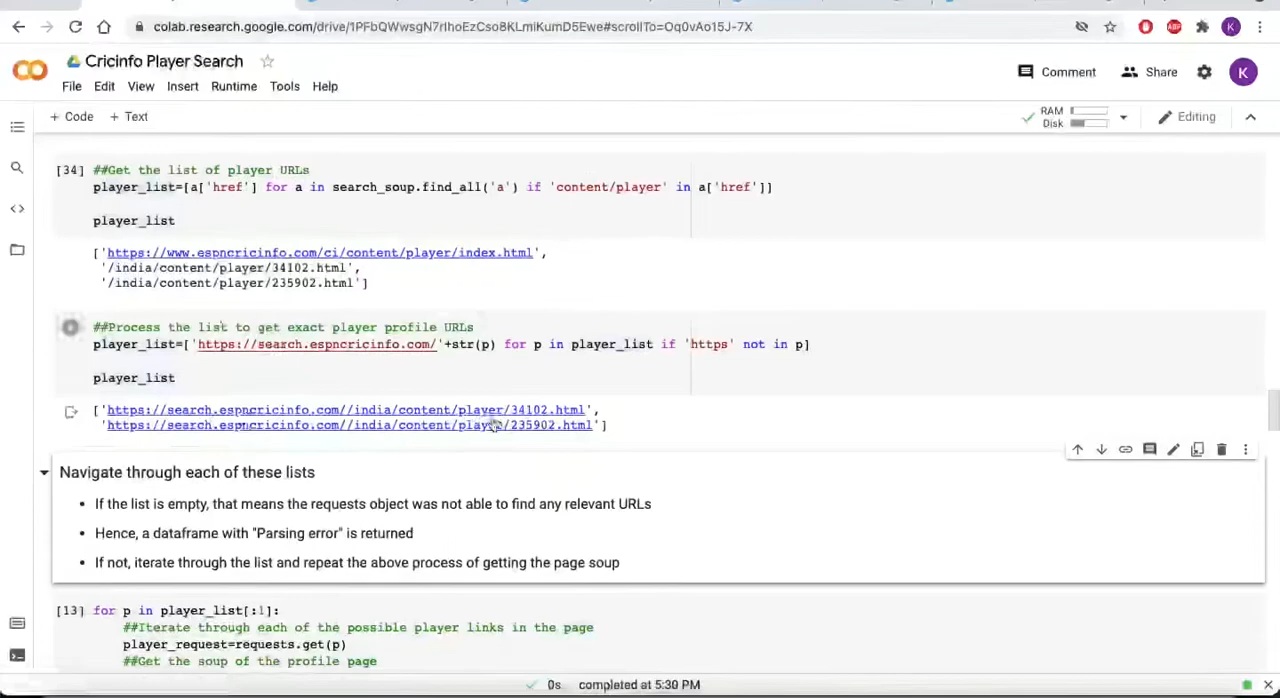 colab.research.google.com/drive/1PFbQWwsgN7rIhoEzCso8KLmlKumD5Ewe#scrollTo=Oq0vAo15J-7X
K
Cricinfo Player Search
File Edit View Insert Runtime Tools Help
Comment Share K
+ Code + Text
RAM
Disk
Editing
[34] ##Get the list of player URLs
player_list=[a['href'] for a in search_soup.find_all('a') if 'content/player' in a['href']]
player_list
['https://www.espncricinfo.com/ci/content/player/index.html',
'/india/content/player/34102.html',
'/india/content/player/235902.html']
##Process the list to get exact player profile URLs
player_list=['https://search.espncricinfo.com/'+str(p) for p in player_list if 'https' not in p]
player_list
['https://search.espncricinfo.com//india/content/player/34102.html',
'https://search.espncricinfo.com//india/content/player/235902.html']
Navigate through each of these lists
• If the list is empty, that means the requests object was not able to find any relevant URLs
• Hence, a dataframe with "Parsing error" is returned
• If not, iterate through the list and repeat the above process of getting the page soup
[13] for p in player_list[:1]:
##Iterate through each of the possible player links in the page
player_request=requests.get(p)
##Get the soup of the profile page
0s completed at 5:30 PM